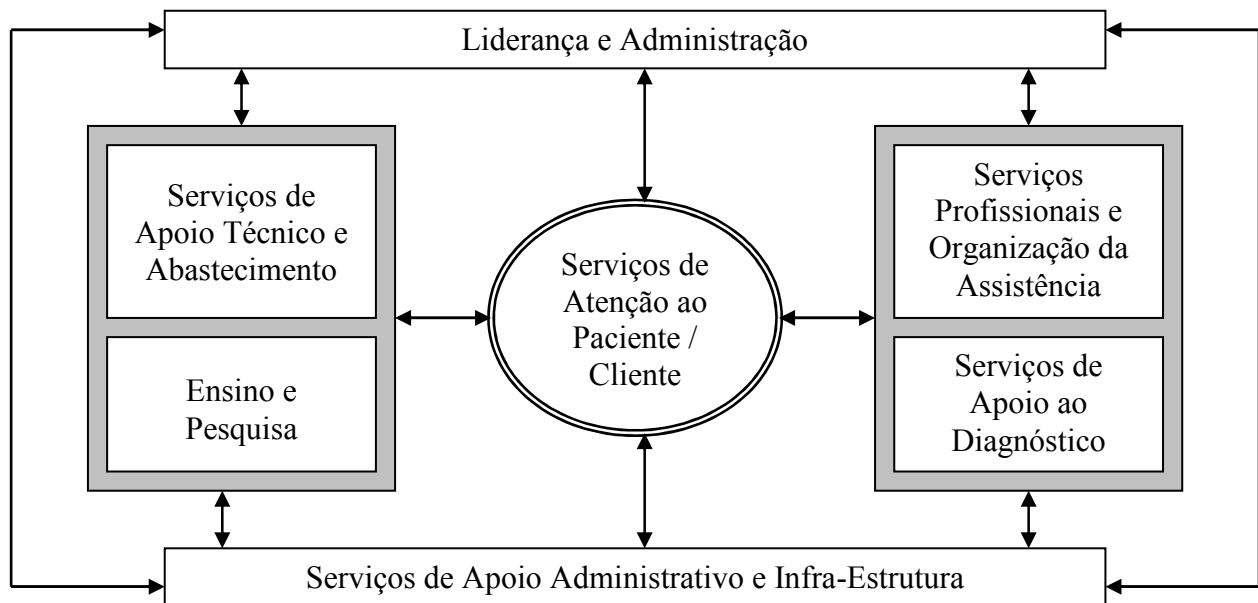 Liderança e Administração
Serviços de
Apoio Técnico e
Abastecimento
Ensino e
Pesquisa
Serviços de
Atenção ao
Paciente /
Cliente
Serviços
Profissionais e
Organização da
Assistência
Serviços de
Apoio ao
Diagnóstico
Serviços de Apoio Administrativo e Infra-Estrutura